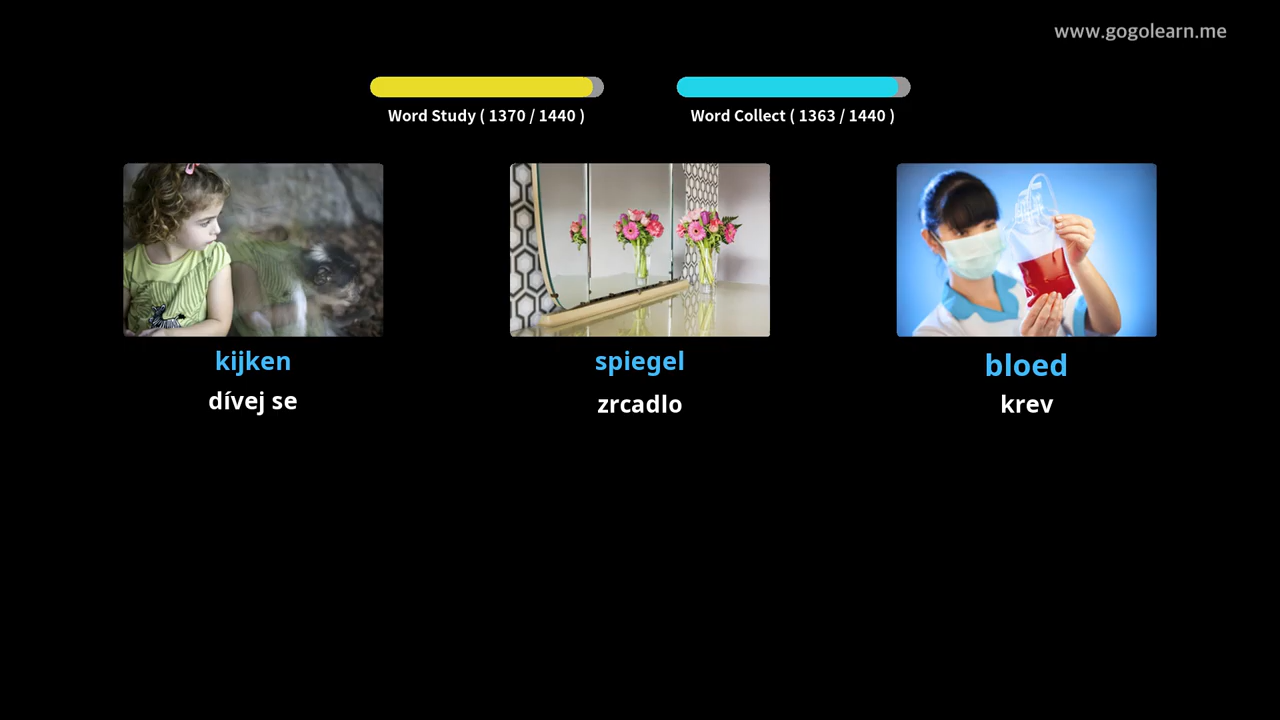 www.gogolearn.me
Word Study ( 1370 / 1440 )
Word Collect ( 1363 / 1440 )
kijken
dívej se
spiegel
zrcadlo
bloed
krev